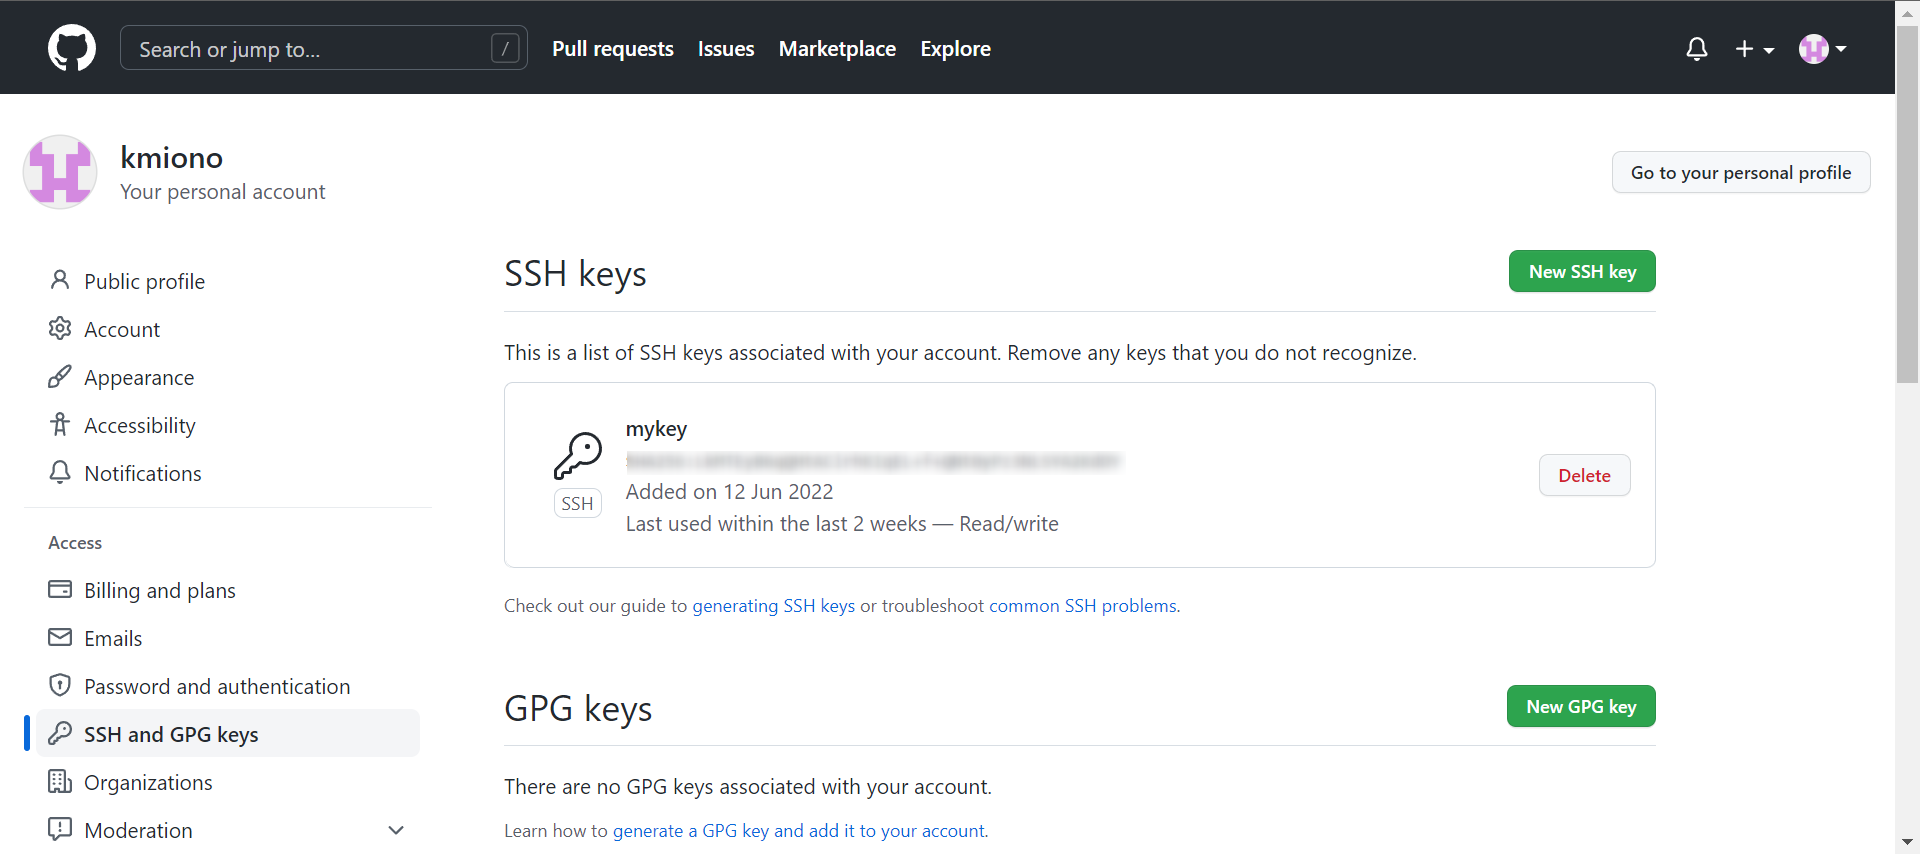 Search or jump to... /
Pull requests
Issues
Marketplace
Explore
kmiono
Your personal account
Go to your personal profile
Public profile
Account
Appearance
Accessibility
Notifications
Access
Billing and plans
Emails
Password and authentication
SSH and GPG keys
Organizations
Moderation
SSH keys
New SSH key
This is a list of SSH keys associated with your account. Remove any keys that you do not recognize.
mykey
SSH
Added on 12 Jun 2022
Last used within the last 2 weeks — Read/write
Delete
Check out our guide to generating SSH keys or troubleshoot common SSH problems.
GPG keys
New GPG key
There are no GPG keys associated with your account.
Learn how to generate a GPG key and add it to your account.